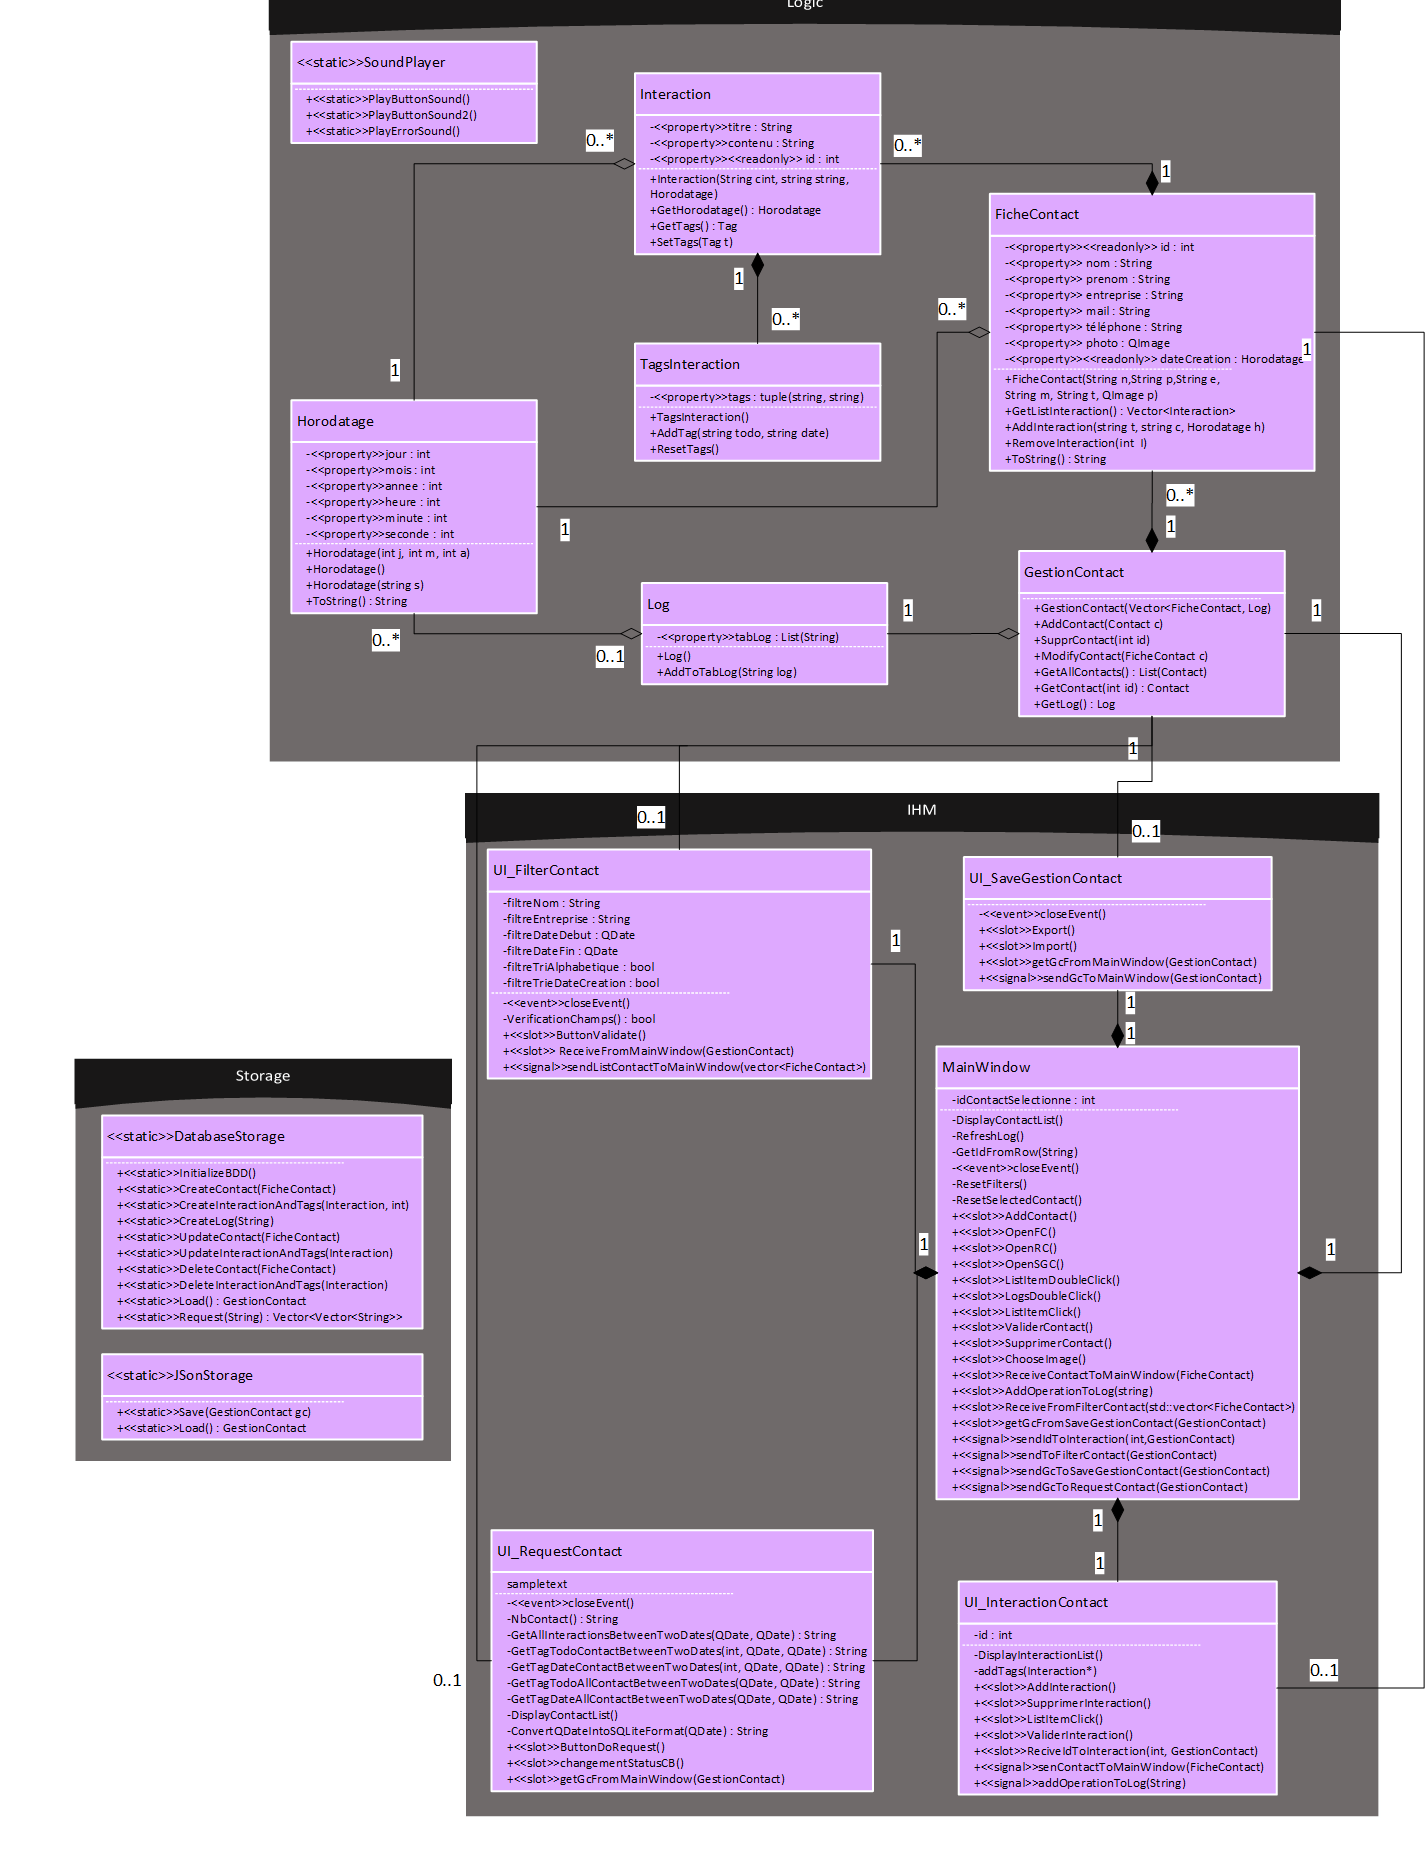 Logic
<<static>>SoundPlayer
+<<static>>PlayButtonSound()
+<<static>>PlayButtonSound2()
+<<static>>PlayErrorSound()
Interaction
-<<property>>titre : String
-<<property>>contenu : String
-<<property>><<readonly>> id : int
+Interaction(String cint, string string,
Horodatage)
+GetHorodatage() : Horodatage
+GetTags() : Tag
+SetTags(Tag t)
0..*
0..*
1
FicheContact
-<<property>><<readonly>> id : int
-<<property>> nom : String
-<<property>> prenom : String
-<<property>> entreprise : String
-<<property>> mail : String
-<<property>> téléphone : String
-<<property>> photo : QImage
-<<property>><<readonly>> dateCreation : Horodatage
+FicheContact(String n,String p,String e,
String m, String t, QImage p)
+GetListInteraction() : Vector<Interaction>
+AddInteraction(string t, string c, Horodatage h)
+RemoveInteraction(int I)
+ToString() : String
1
1
0..*
0..*
1
TagsInteraction
-<<property>>tags : tuple(string, string)
+TagsInteraction()
+AddTag(string todo, string date)
+ResetTags()
Horodatage
-<<property>>jour : int
-<<property>>mois : int
-<<property>>annee : int
-<<property>>heure : int
-<<property>>minute : int
-<<property>>seconde : int
+Horodatage(int j, int m, int a)
+Horodatage()
+Horodatage(string s)
+ToString() : String
1
0..*
1
0..*
0..1
Log
-<<property>>tabLog : List(String)
+Log()
+AddToTabLog(String log)
1
GestionContact
+GestionContact(Vector<FicheContact, Log)
+AddContact(Contact c)
+SupprContact(int id)
+ModifyContact(FicheContact c)
+GetAllContacts() : List(Contact)
+GetContact(int id) : Contact
+GetLog() : Log
1
1
IHM
0..1
0..1
UI_FilterContact
-filtreNom : String
-filtreEntreprise : String
-filtreDateDebut : QDate
-filtreDateFin : QDate
-filtreTriAlphabetique : bool
-filtreTrieDateCreation : bool
-<<event>>closeEvent()
-VerificationChamps() : bool
+<<slot>>ButtonValidate()
+<<slot>> ReceiveFromMainWindow(GestionContact)
+<<signal>>sendListContactToMainWindow(vector<FicheContact>)
1
UI_SaveGestionContact
-<<event>>closeEvent()
+<<slot>>Export()
+<<slot>>Import()
+<<slot>>getGcFromMainWindow(GestionContact)
+<<signal>>sendGcToMainWindow(GestionContact)
1
1
MainWindow
-idContactSelectionne : int
-DisplayContactList()
-RefreshLog()
-GetIdFromRow(String)
-<<event>>closeEvent()
-ResetFilters()
-ResetSelectedContact()
+<<slot>>AddContact()
+<<slot>>OpenFC()
+<<slot>>OpenRC()
+<<slot>>OpenSGC()
+<<slot>>ListItemDoubleClick()
+<<slot>>LogsDoubleClick()
+<<slot>>ListItemClick()
+<<slot>>ValiderContact()
+<<slot>>SupprimerContact()
+<<slot>>ChooseImage()
+<<slot>>ReceiveContactToMainWindow(FicheContact)
+<<slot>>AddOperationToLog(string)
+<<slot>>ReceiveFromFilterContact(std::vector<FicheContact>)
+<<slot>>getGcFromSaveGestionContact(GestionContact)
+<<signal>>sendIdToInteraction( int,GestionContact)
+<<signal>>sendToFilterContact(GestionContact)
+<<signal>>sendGcToSaveGestionContact(GestionContact)
+<<signal>>sendGcToRequestContact(GestionContact)
1
1
1
1
Storage
<<static>>DatabaseStorage
+<<static>>InitializeBDD()
+<<static>>CreateContact(FicheContact)
+<<static>>CreateInteractionAndTags(Interaction, int)
+<<static>>CreateLog(String)
+<<static>>UpdateContact(FicheContact)
+<<static>>UpdateInteractionAndTags(Interaction)
+<<static>>DeleteContact(FicheContact)
+<<static>>DeleteInteractionAndTags(Interaction)
+<<static>>Load() : GestionContact
+<<static>>Request(String) : Vector<Vector<String>>
<<static>>JSonStorage
+<<static>>Save(GestionContact gc)
+<<static>>Load() : GestionContact
UI_RequestContact
sampletext
-<<event>>closeEvent()
-NbContact() : String
-GetAllInteractionsBetweenTwoDates(QDate, QDate) : String
-GetTagTodoContactBetweenTwoDates(int, QDate, QDate) : String
-GetTagDateContactBetweenTwoDates(int, QDate, QDate) : String
-GetTagTodoAllContactBetweenTwoDates(QDate, QDate) : String
-GetTagDateAllContactBetweenTwoDates(QDate, QDate) : String
-DisplayContactList()
-ConvertQDateIntoSQLiteFormat(QDate) : String
+<<slot>>ButtonDoRequest()
+<<slot>>changementStatusCB()
+<<slot>>getGcFromMainWindow(GestionContact)
0..1
UI_InteractionContact
-id : int
-DisplayInteractionList()
-addTags(Interaction*)
+<<slot>>AddInteraction()
+<<slot>>SupprimerInteraction()
+<<slot>>ListItemClick()
+<<slot>>ValiderInteraction()
+<<slot>>ReciveIdToInteraction(int, GestionContact)
+<<signal>>senContactToMainWindow(FicheContact)
+<<signal>>addOperationToLog(String)
0..1